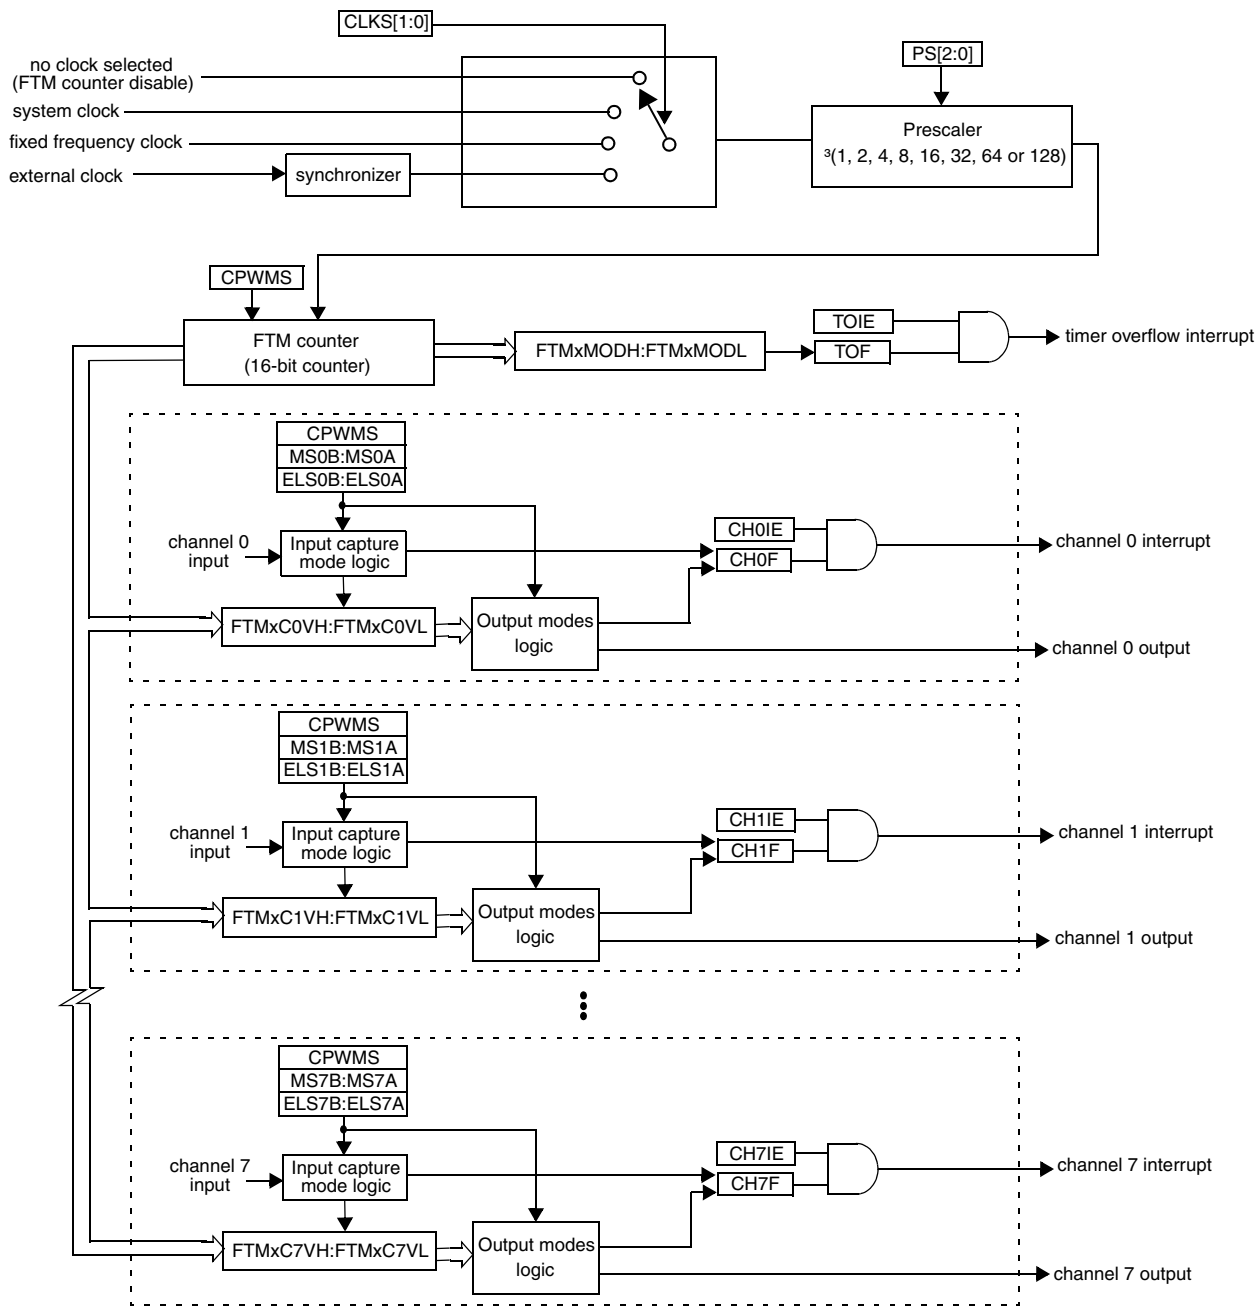 CLKS[1:0]
no clock selected
(FTM counter disable)
system clock
fixed frequency clock
external clock
synchronizer
PS[2:0]
Prescaler
³(1, 2, 4, 8, 16, 32, 64 or 128)
CPWMS
FTM counter
(16-bit counter)
FTMxMODH:FTMxMODL
TOIE
TOF
timer overflow interrupt
CPWMS
MS0B:MS0A
ELS0B:ELS0A
channel 0
input
Input capture
mode logic
FTMxC0VH:FTMxC0VL
Output modes
logic
CH0IE
CH0F
channel 0 interrupt
channel 0 output
CPWMS
MS1B:MS1A
ELS1B:ELS1A
channel 1
input
Input capture
mode logic
FTMxC1VH:FTMxC1VL
Output modes
logic
CH1IE
CH1F
channel 1 interrupt
channel 1 output
CPWMS
MS7B:MS7A
ELS7B:ELS7A
channel 7
input
Input capture
mode logic
FTMxC7VH:FTMxC7VL
Output modes
logic
CH7IE
CH7F
channel 7 interrupt
channel 7 output